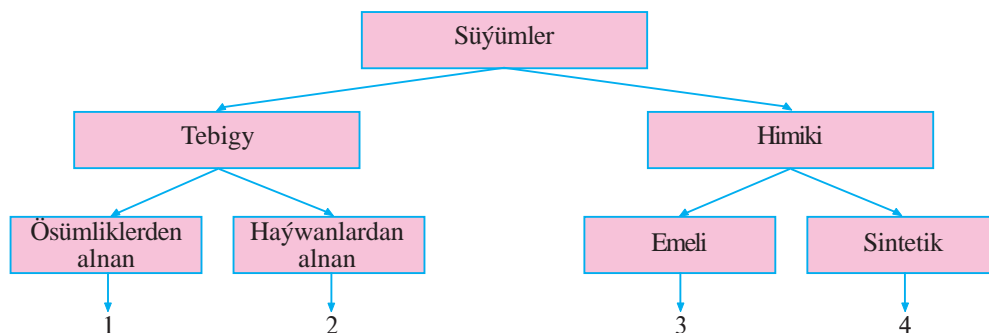 Süýümler
Tebigy
Himiki
Ösümliklerden
alnan
Haýwanlardan
alnan
Emeli
Sintetik
1
2
3
4